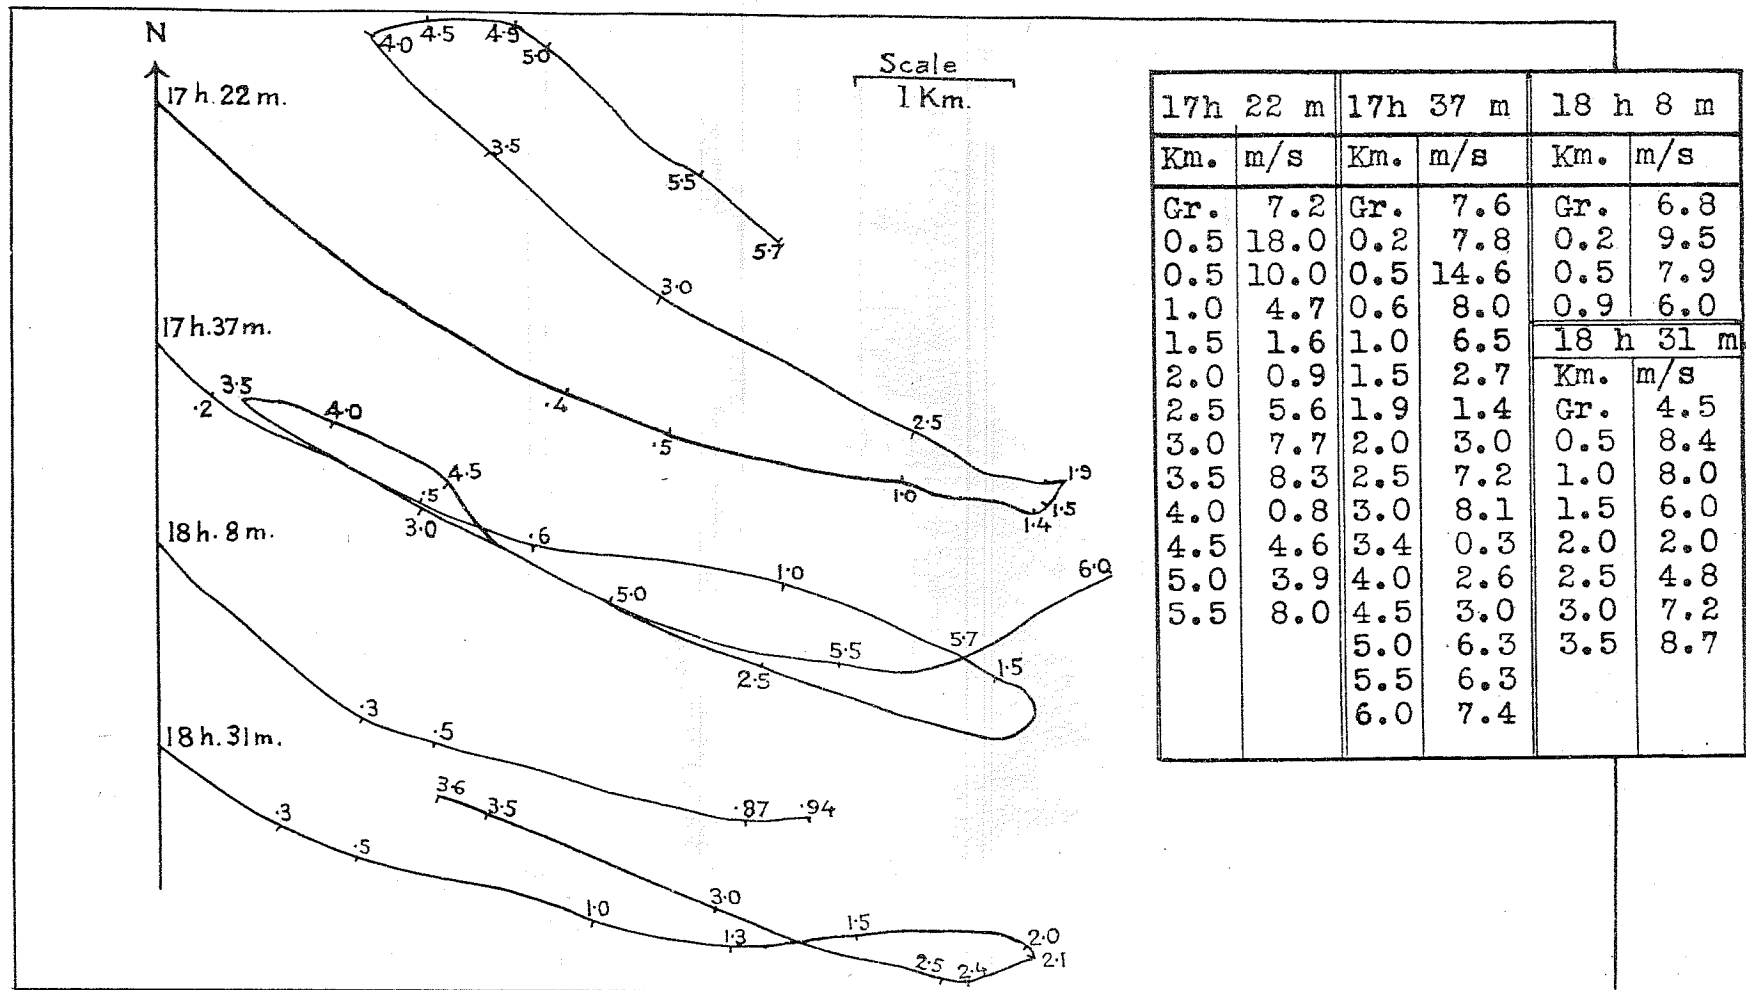 N
4.0
4.5
4.5
5.0
Scale
1 Km.
17 h. 22 m.
3.5
5.5
5.7
3.0
17 h. 37 m.
3.5
.2
4.0
.4
.5
2.5
1.9
1.0
1.5
1.4
4.5
.5
3.0
18 h. 8 m.
.6
1.0
6.0
5.0
5.5
5.7
2.5
1.5
.3
.5
18 h. 31 m.
3.6
3.5
.87
.94
.3
.5
3.0
1.0
1.3
1.5
2.0
2.1
2.5
2.4
17h 22 m 17h 37 m 18 h 8 m
Km. m/s Km. m/s Km. m/s
Gr. 7.2 Gr. 7.6 Gr. 6.8
0.5 18.0 0.2 7.8 0.2 9.5
0.5 10.0 0.5 14.6 0.5 7.9
1.0 4.7 0.6 8.0 0.9 6.0
1.5 1.6 1.0 6.5 18 h 31 m
2.0 0.9 1.5 2.7 Km. m/s
2.5 5.6 1.9 1.4 Gr. 4.5
3.0 7.7 2.0 3.0 0.5 8.4
3.5 8.3 2.5 7.2 1.0 8.0
4.0 0.8 3.0 8.1 1.5 6.0
4.5 4.6 3.4 0.3 2.0 2.0
5.0 3.9 4.0 2.6 2.5 4.8
5.5 8.0 4.5 3.0 3.0 7.2
5.0 6.3 3.5 8.7
5.5 6.3
6.0 7.4